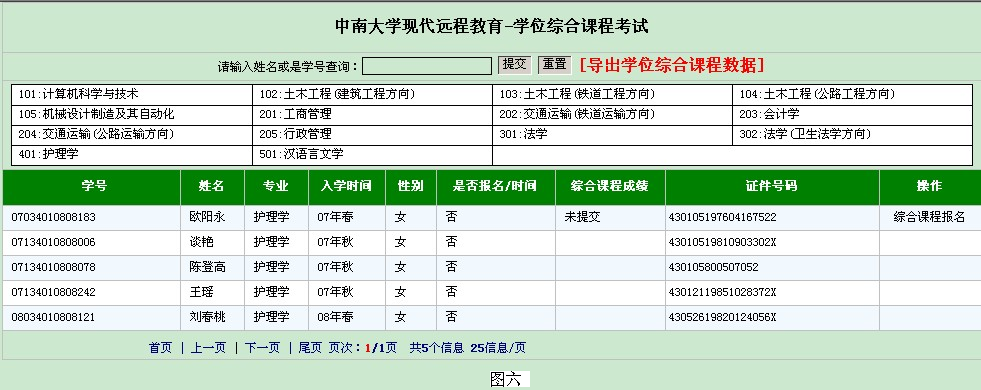 中南大学现代远程教育-学位综合课程考试
请输入姓名或是学号查询： 提交 重置 [导出学位综合课程数据]
101:计算机科学与技术 102:土木工程(建筑工程方向) 103:土木工程(铁道工程方向) 104:土木工程(公路工程方向)
105:机械设计制造及其自动化 201:工商管理 202:交通运输(铁道运输方向) 203:会计学
204:交通运输(公路运输方向) 205:行政管理 301:法学 302:法学(卫生法学方向)
401:护理学 501:汉语言文学
学号 姓名 专业 入学时间 性别 是否报名/时间 综合课程成绩 证件号码 操作
07034010808183 欧阳永 护理学 07年春 女 否 未提交 430105197604167522 综合课程报名
07134010808006 谈艳 护理学 07年秋 女 否 43010519810903302X
07134010808078 陈登高 护理学 07年秋 女 否 430105800507052
07134010808242 王瑶 护理学 07年秋 女 否 43012119851028372X
08034010808121 刘春桃 护理学 08年春 女 否 43052619820124056X
首页 | 上一页 | 下一页 | 尾页 页次：1/1页 共5个信息 25信息/页
图六